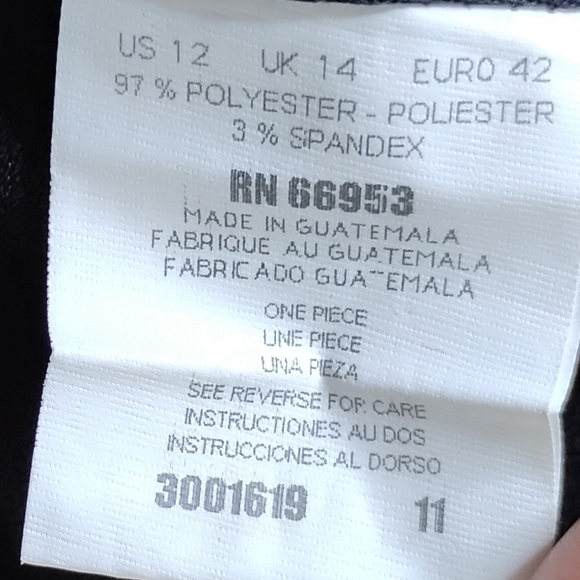 US 12 UK 14 EURO 42
97 % POLYESTER - POLIESTER
3 % SPANDEX
RN 66953
MADE IN GUATEMALA
FABRIQUE AU GUATEMALA
FABRICADO GUATEMALA
ONE PIECE
UNE PIECE
UNA PIEZA
SEE REVERSE FOR CARE
INSTRUCTIONES AU DOS
INSTRUCCIONES AL DORSO
3001619 11